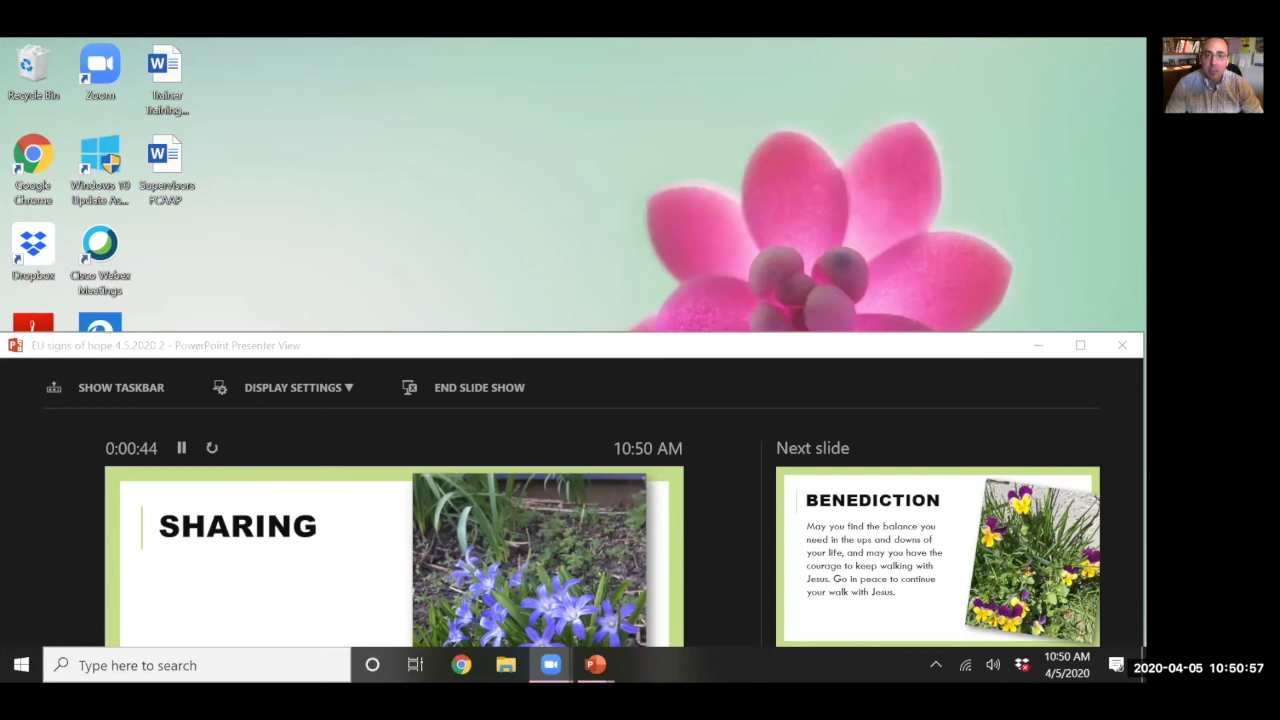 Recycle Bin
Zoom
Trainer
Training...
Google
Chrome
Windows 10
Update As...
Supervisors
FCAAP
Dropbox
Cisco Webex
Meetings
EU signs of hope 4.5.2020 2 - PowerPoint Presenter View
SHOW TASKBAR
DISPLAY SETTINGS ▼
END SLIDE SHOW
0:00:44
10:50 AM
Next slide
SHARING
BENEDICTION
May you find the balance you
need in the ups and downs of
your life, and may you have the
courage to keep walking with
Jesus. Go in peace to continue
your walk with Jesus.
Type here to search
10:50 AM
4/5/2020
2020-04-05 10:50:57